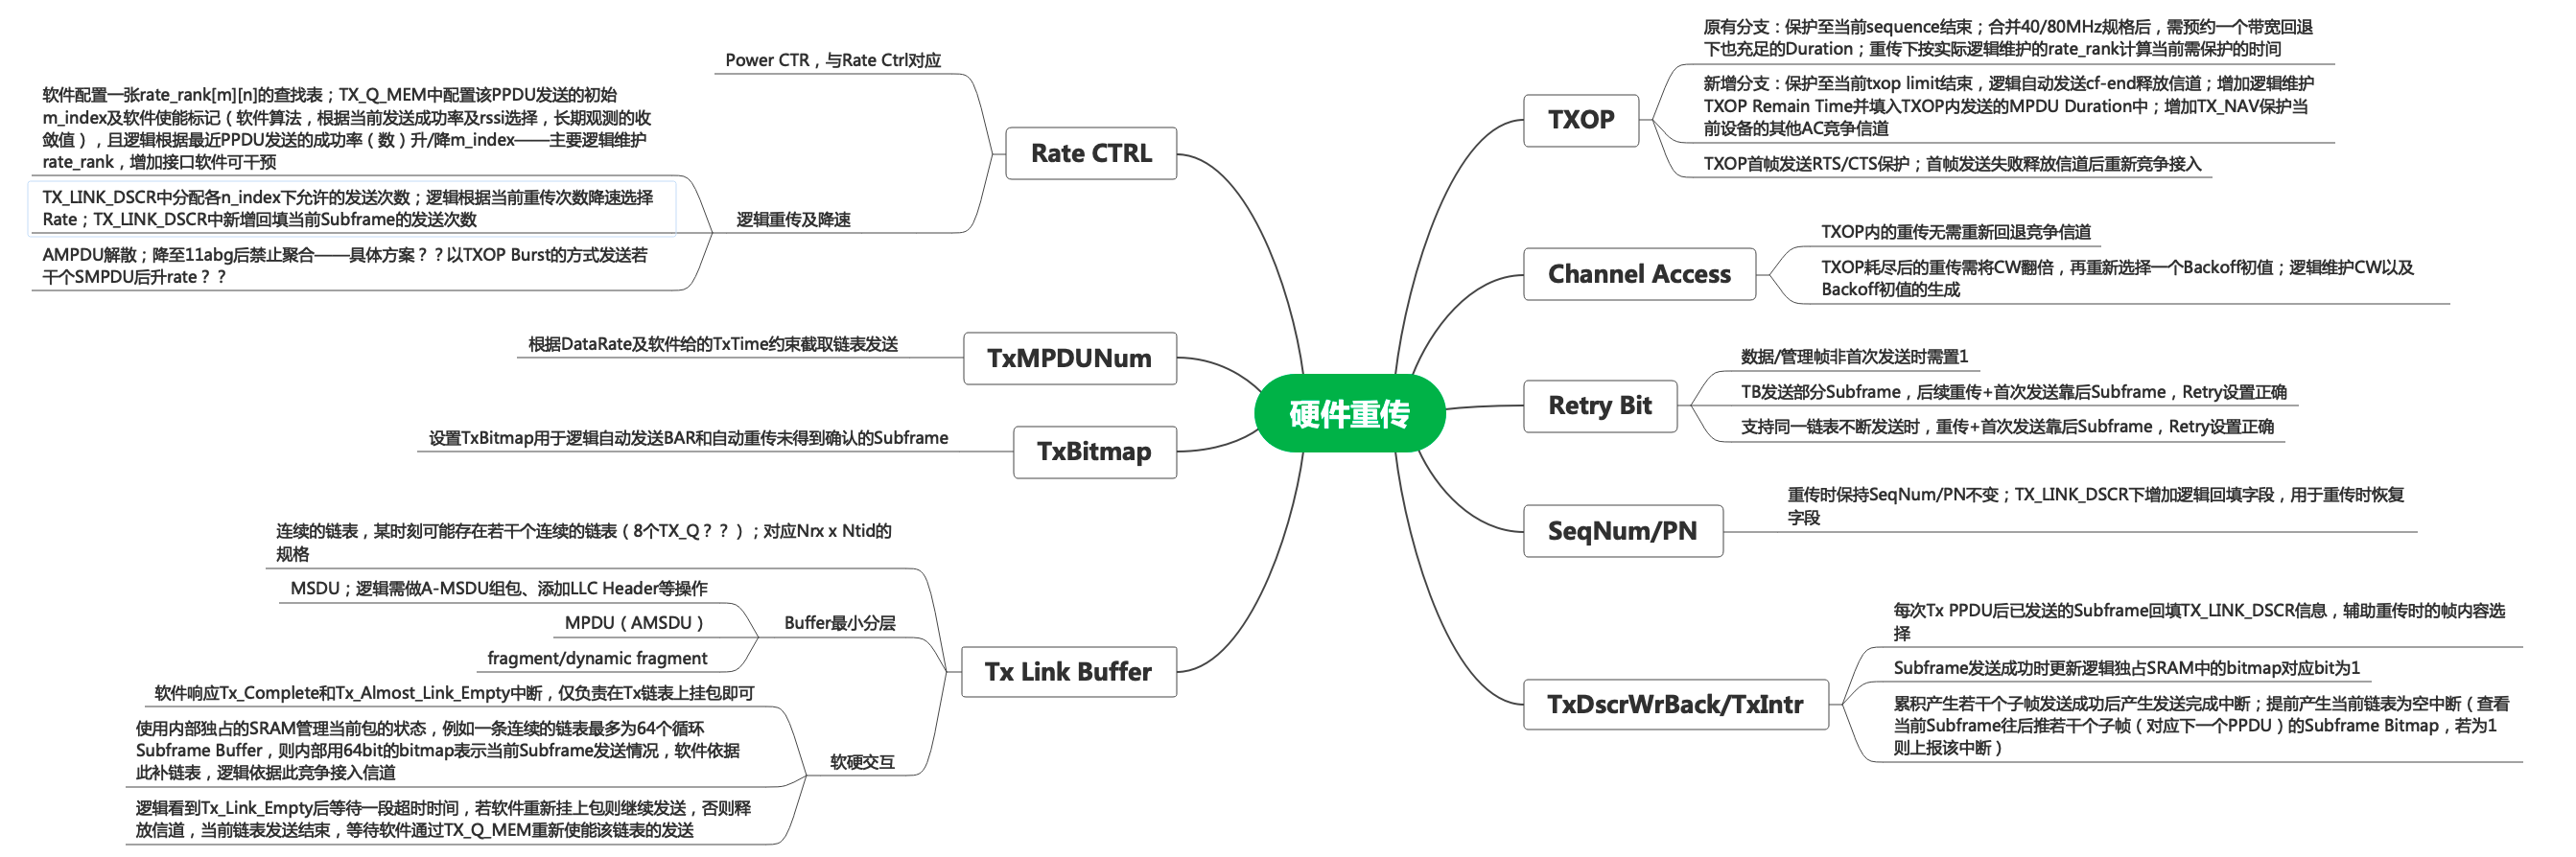 硬件重传
TXOP
原有分支：保护至当前sequence结束；合并40/80MHz规格后，需预约一个带宽回退
下也充足的Duration；重传下按实际逻辑维护的rate_rank计算当前需保护的时间
新增分支：保护至当前txop limit结束，逻辑自动发送cf-end释放信道；增加逻辑维护
TXOP Remain Time并填入TXOP内发送的MPDU Duration中；增加TX_NAV保护当
前设备的其他AC竞争信道
TXOP首帧发送RTS/CTS保护；首帧发送失败释放信道后重新竞争接入
Channel Access
TXOP内的重传无需重新回退竞争信道
TXOP耗尽后的重传需将CW翻倍，再重新选择一个Backoff初值；逻辑维护CW以及
Backoff初值的生成
Retry Bit
数据/管理帧非首次发送时需置1
TB发送部分Subframe，后续重传+首次发送靠后Subframe，Retry设置正确
支持同一链表不断发送时，重传+首次发送靠后Subframe，Retry设置正确
SeqNum/PN
重传时保持SeqNum/PN不变；TX_LINK_DSCR下增加逻辑回填字段，用于重传时恢复
字段
TxDscrWrBack/TxIntr
每次Tx PPDU后已发送的Subframe回填TX_LINK_DSCR信息，辅助重传时的帧内容选
择
Subframe发送成功时更新逻辑独占SRAM中的bitmap对应bit为1
累积产生若干个子帧发送成功后产生发送完成中断；提前产生当前链表为空中断（查看
当前Subframe往后推若干个子帧（对应下一个PPDU）的Subframe Bitmap，若为1
则上报该中断）
Rate CTRL
Power CTR，与Rate Ctrl对应
逻辑重传及降速
软件配置一张rate_rank[m][n]的查找表；TX_Q_MEM中配置该PPDU发送的初始
m_index及软件使能标记（软件算法，根据当前发送成功率及rssi选择，长期观测的收
敛值），且逻辑根据最近PPDU发送的成功率（数）升/降m_index——主要逻辑维护
rate_rank，增加接口软件可干预
TX_LINK_DSCR中分配各n_index下允许的发送次数；逻辑根据当前重传次数降速选择
Rate；TX_LINK_DSCR中新增回填当前Subframe的发送次数
AMPDU解散；降至11abg后禁止聚合——具体方案？？以TXOP Burst的方式发送若
干个SMPDU后升rate？？
TxMPDUNum
根据DataRate及软件给的TxTime约束截取链表发送
TxBitmap
设置TxBitmap用于逻辑自动发送BAR和自动重传未得到确认的Subframe
Tx Link Buffer
连续的链表，某时刻可能存在若干个连续的链表（8个TX_Q？？）；对应Nrx x Ntid的
规格
Buffer最小分层
MSDU；逻辑需做A-MSDU组包、添加LLC Header等操作
MPDU（AMSDU）
fragment/dynamic fragment
软硬交互
软件响应Tx_Complete和Tx_Almost_Link_Empty中断，仅负责在Tx链表上挂包即可
使用内部独占的SRAM管理当前包的状态，例如一条连续的链表最多为64个循环
Subframe Buffer，则内部用64bit的bitmap表示当前Subframe发送情况，软件依据
此补链表，逻辑依据此竞争接入信道
逻辑看到Tx_Link_Empty后等待一段超时时间，若软件重新挂上包则继续发送，否则释
放信道，当前链表发送结束，等待软件通过TX_Q_MEM重新使能该链表的发送